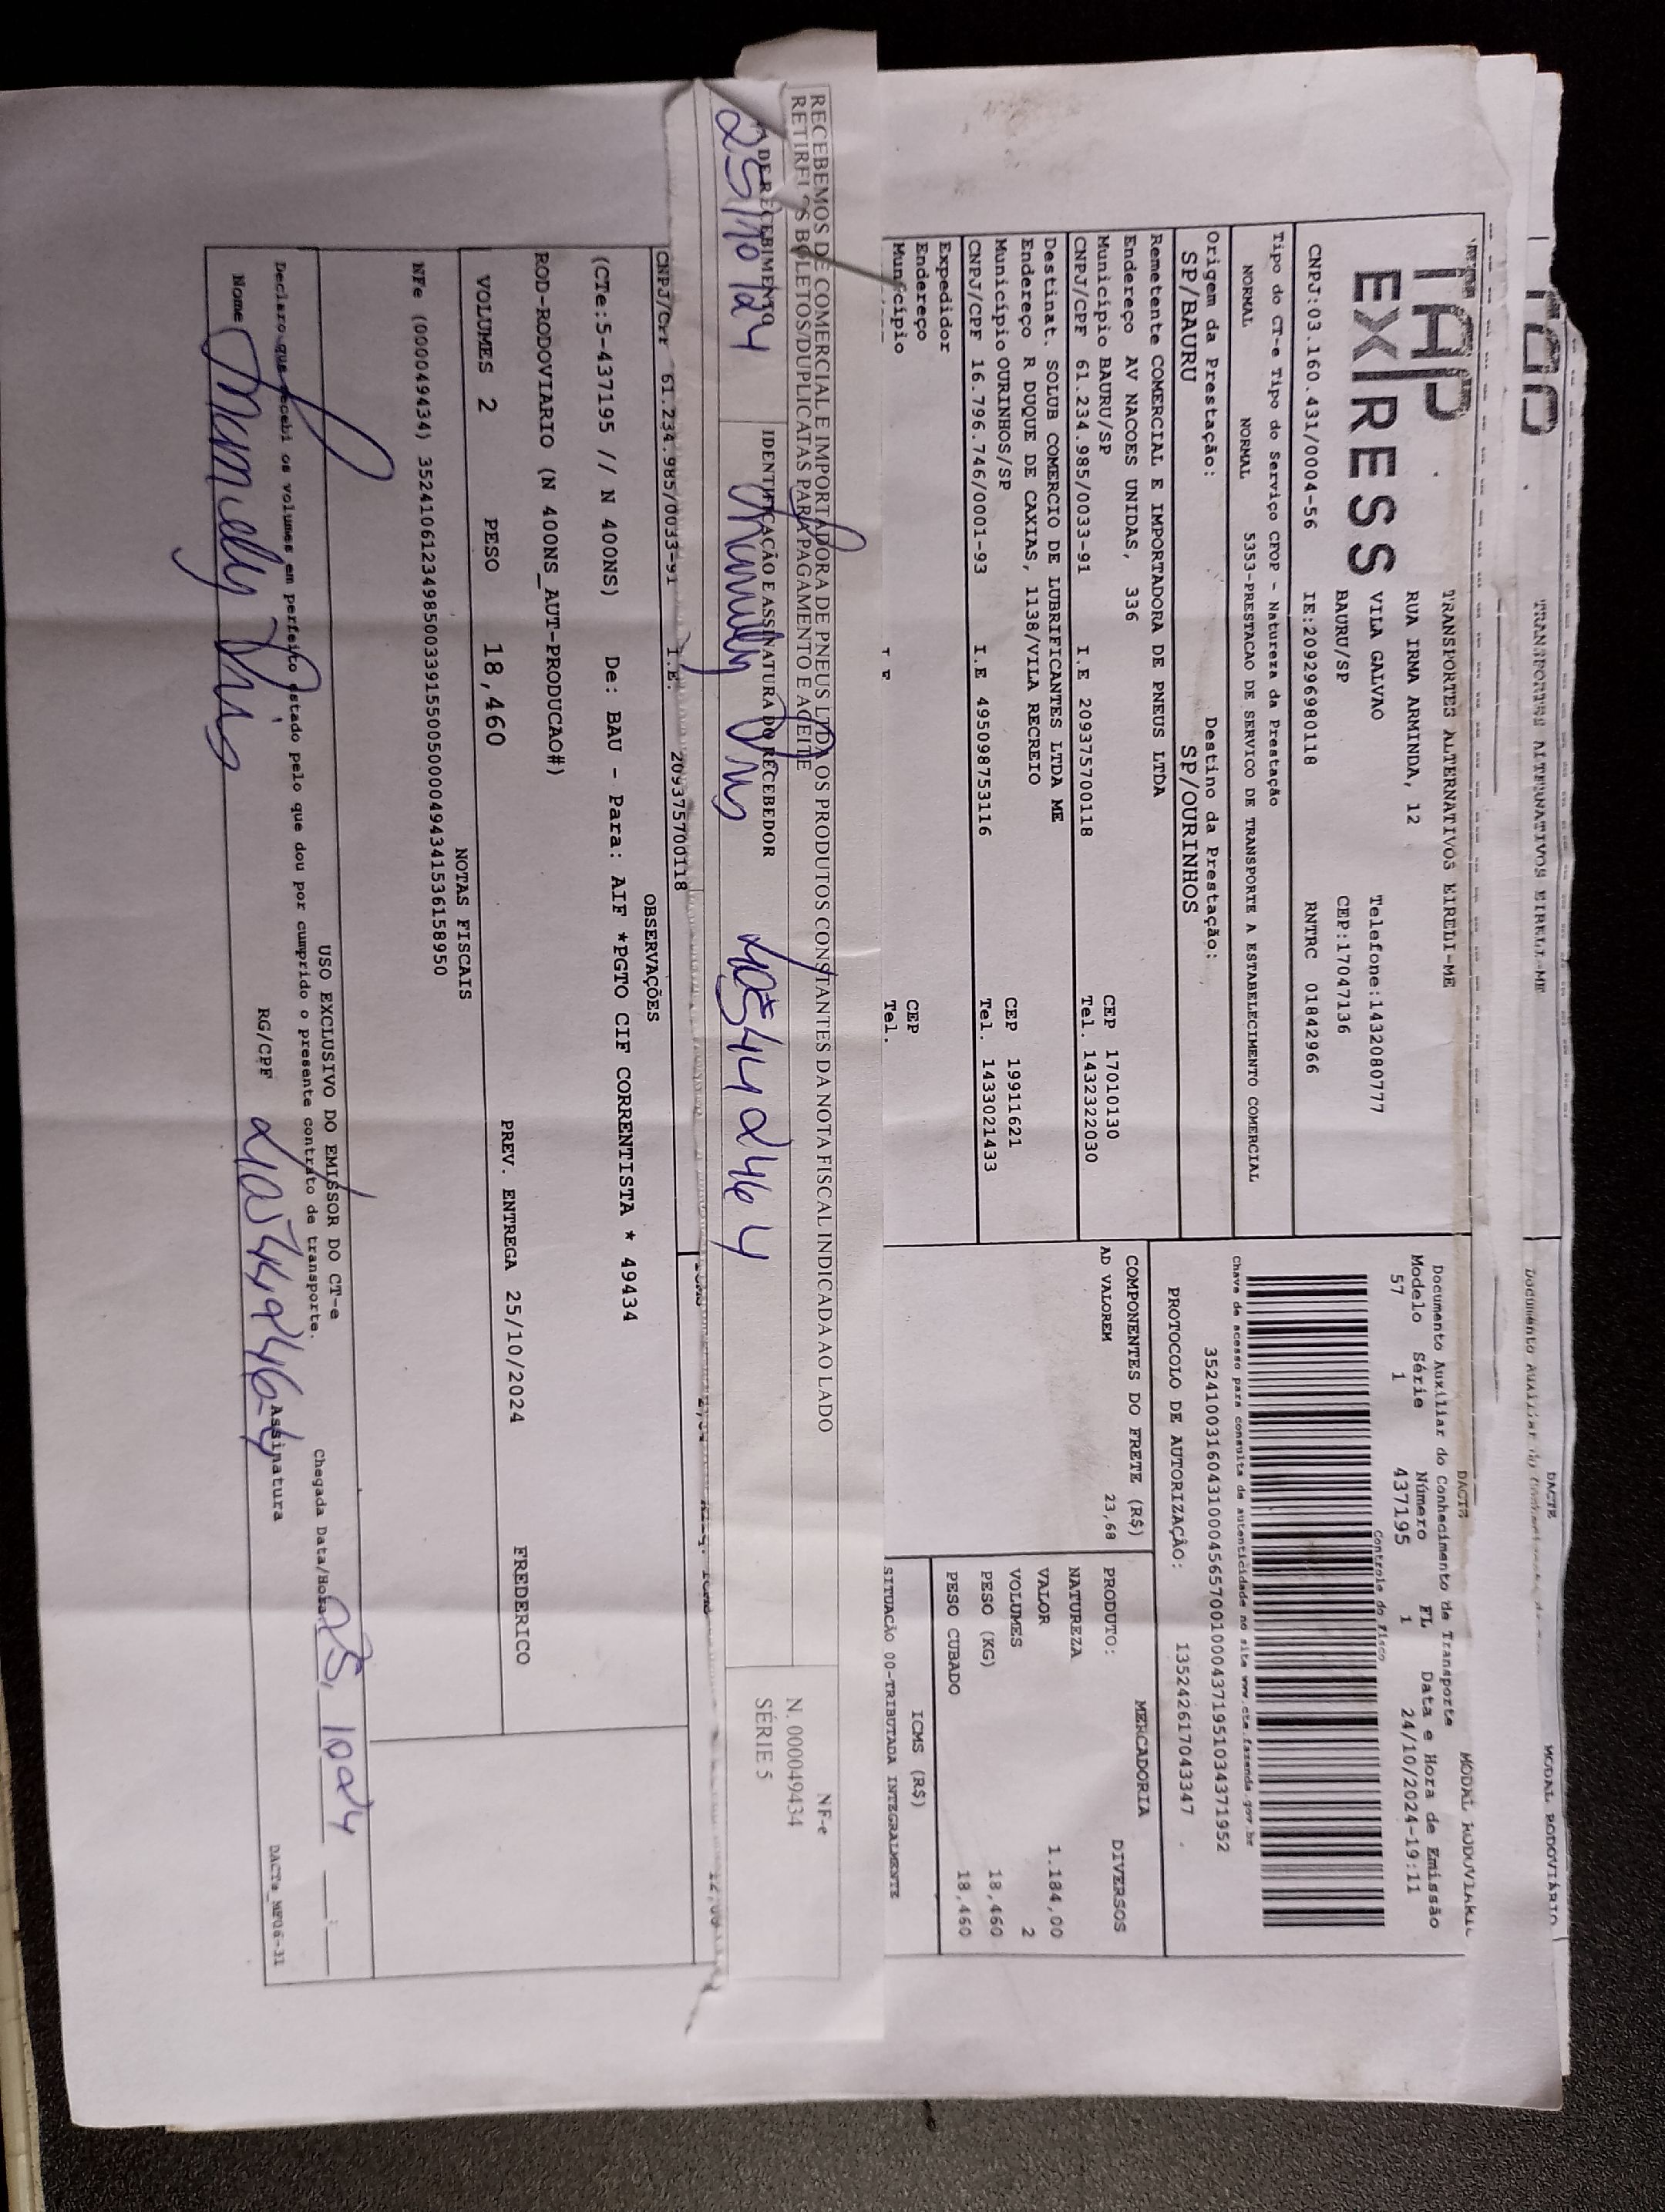 TRANSPORTES ALTERNATIVOS EIRELI-ME
DACTE
MODAL RODOVIÁRIO
TAP
EXPRESS
TRANSPORTES ALTERNATIVOS EIRELI-ME
RUA IRMA ARMINDA, 12
VILA GALVAO
Telefone:1432080777
BAURU/SP
CEP:17047136
CNPJ:03.160.431/0004-56
IE:209296980118
RNTRC 01842966
DACTE
MODAL RODOVIÁRIO
Documento Auxiliar do Conhecimento de Transporte
Modelo Série Número FL Data e Hora de Emissão
57 1 437195 1 24/10/2024-19:11
Controle do Fisco
Chave de acesso para consulta de autenticidade no site www.cte.fazenda.gov.br
35241003160431000456570010004371951034371952
PROTOCOLO DE AUTORIZAÇÃO: 135242617043347
Tipo do CT-e Tipo do Serviço CFOP - Natureza da Prestação
NORMAL NORMAL 5353-PRESTACAO DE SERVICO DE TRANSPORTE A ESTABELECIMENTO COMERCIAL
Origem da Prestação: Destino da Prestação:
SP/BAURU SP/OURINHOS
Remetente COMERCIAL E IMPORTADORA DE PNEUS LTDA
Endereço AV NACOES UNIDAS, 336
Município BAURU/SP CEP 17010130
CNPJ/CPF 61.234.985/0033-91 I.E 209375700118 Tel. 1432322030
Destinat. SOLUB COMERCIO DE LUBRIFICANTES LTDA ME
Endereço R DUQUE DE CAXIAS, 1138/VILA RECREIO
Município OURINHOS/SP CEP 19911621
CNPJ/CPF 16.796.746/0001-93 I.E 495098753116 Tel. 1433021433
Expedidor
Endereço CEP
Município Tel.
COMPONENTES DO FRETE (R$)
AD VALOREM 23,68
MERCADORIA
PRODUTO: DIVERSOS
NATUREZA
VALOR 1.184,00
VOLUMES 2
PESO (KG) 18,460
PESO CUBADO 18,460
ICMS (R$)
SITUACÃO 00-TRIBUTADA INTEGRALMENTE
RECEBEMOS DE COMERCIAL E IMPORTADORA DE PNEUS LTDA OS PRODUTOS CONSTANTES DA NOTA FISCAL INDICADA AO LADO
RETIREI OS BOLETOS/DUPLICATAS PARA PAGAMENTO E ACEITE
DE RECEBIMENTO
IDENTIFICAÇÃO E ASSINATURA DO RECEBEDOR
25/10/24
NF-e
N. 000049434
SÉRIE 5
CNPJ/CPF 61.234.985/0033-91 I.E. 209375700118
OBSERVAÇÕES
(CTe:5-437195 // N 400NS) De: BAU - Para: AIF *PGTO CIF CORRENTISTA * 49434
ROD-RODOVIARIO (N 400NS_AUT-PRODUCAO#)
VOLUMES 2 PESO 18,460 PREV. ENTREGA 25/10/2024 FREDERICO
NOTAS FISCAIS
NFe (000049434) 35241061234985003391550050000494341536158950
USO EXCLUSIVO DO EMISSOR DO CT-e
Declaro que recebi os volumes em perfeito estado pelo que dou por cumprido o presente contrato de transporte.
Chegada Data/Hora 25, 10 24
Nome
RG/CPF
Assinatura